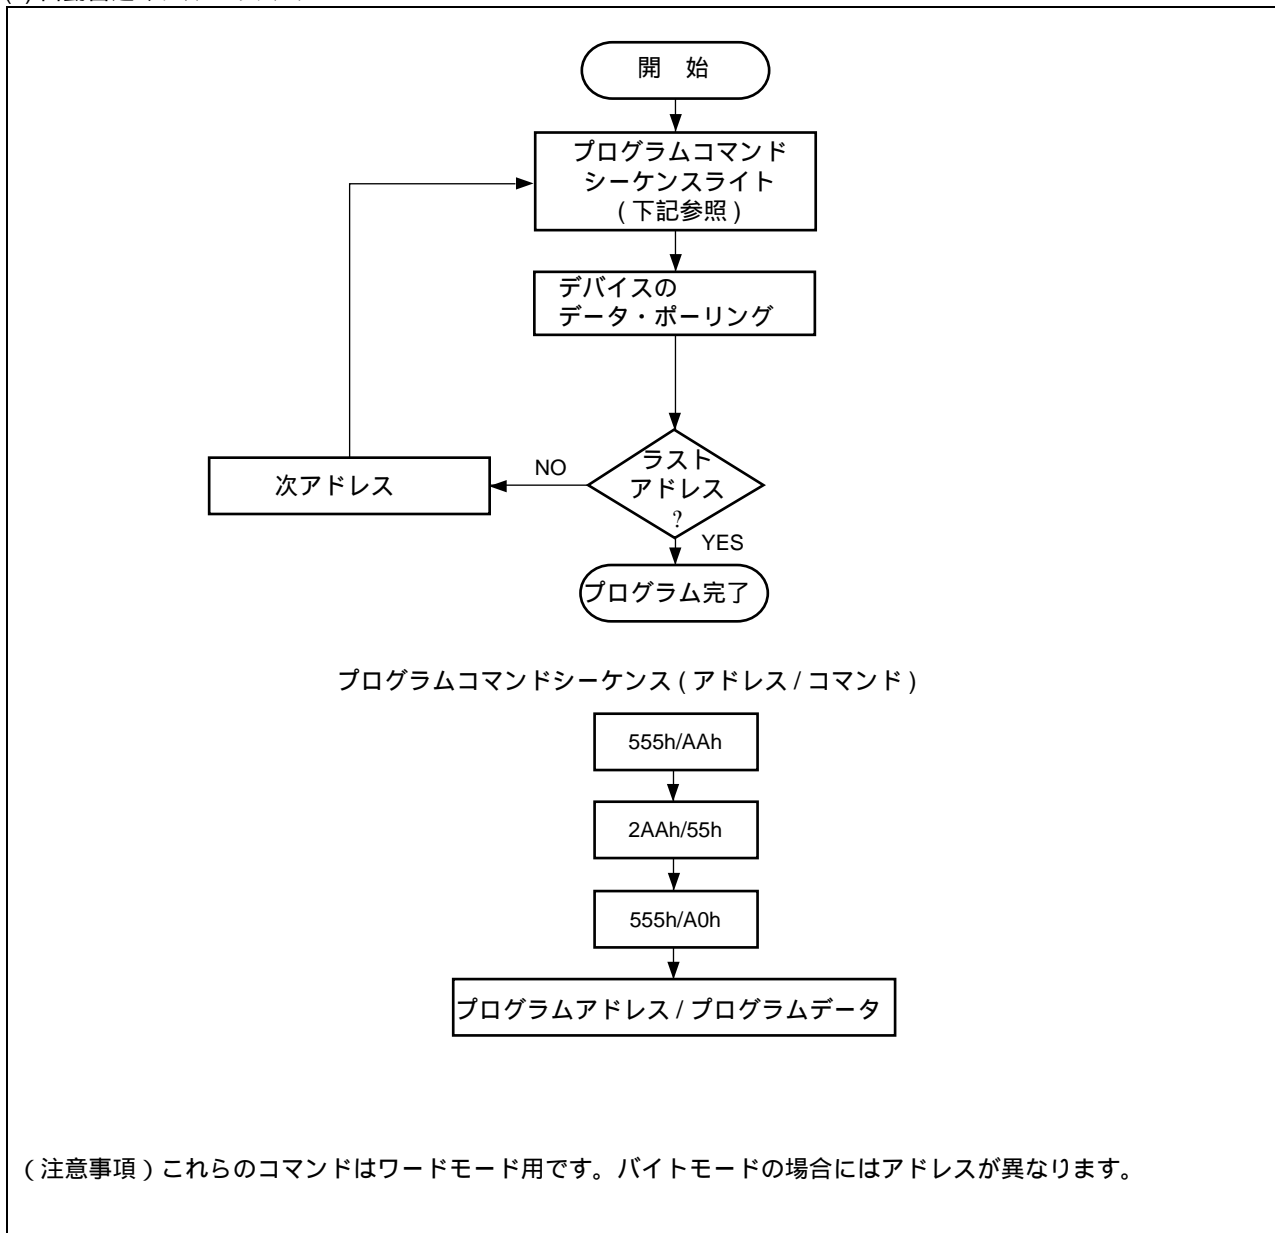 開 始
プログラムコマンド
シーケンスライト
( 下記参照 )
デバイスの
データ・ポーリング
ラスト
アドレス
?
NO
次アドレス
YES
プログラム完了
プログラムコマンドシーケンス ( アドレス / コマンド )
555h/AAh
2AAh/55h
555h/A0h
プログラムアドレス / プログラムデータ
( 注意事項 ) これらのコマンドはワードモード用です。バイトモードの場合にはアドレスが異なります。